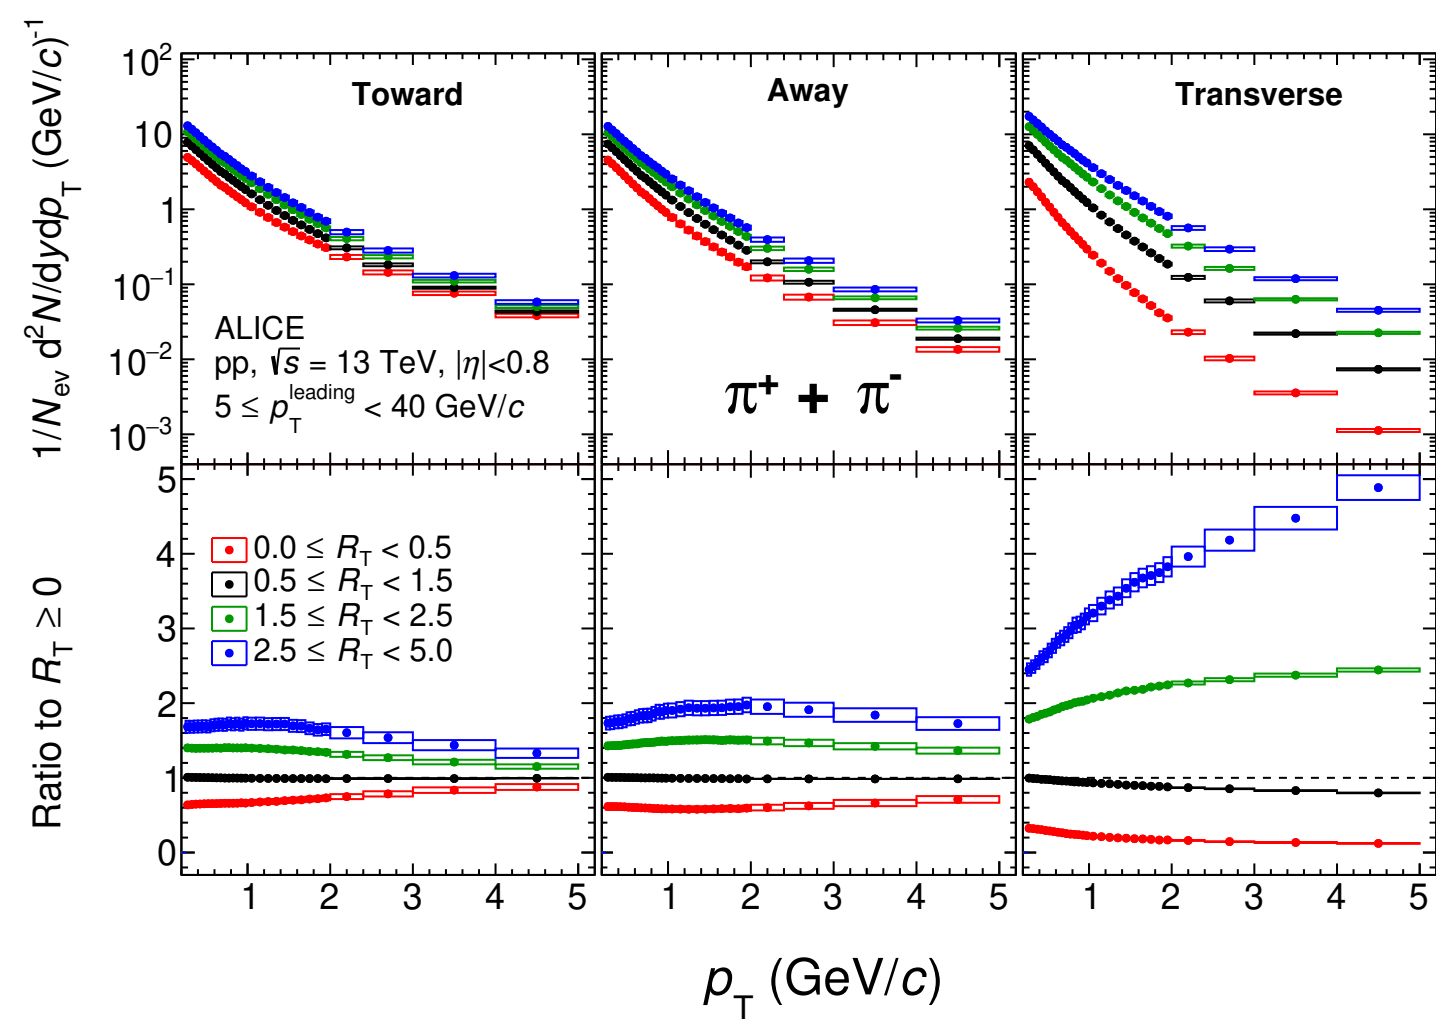 1/N_ev d²N/dydp_T (GeV/c)⁻¹
10²
10
1
10⁻¹
10⁻²
10⁻³
Toward
Away
Transverse
ALICE
pp, √s = 13 TeV, |η|<0.8
5 ≤ p_T^leading < 40 GeV/c
π⁺ + π⁻
Ratio to R_T ≥ 0
5
4
3
2
1
0
0.0 ≤ R_T < 0.5
0.5 ≤ R_T < 1.5
1.5 ≤ R_T < 2.5
2.5 ≤ R_T < 5.0
1 2 3 4 5 1 2 3 4 5 1 2 3 4 5
p_T (GeV/c)